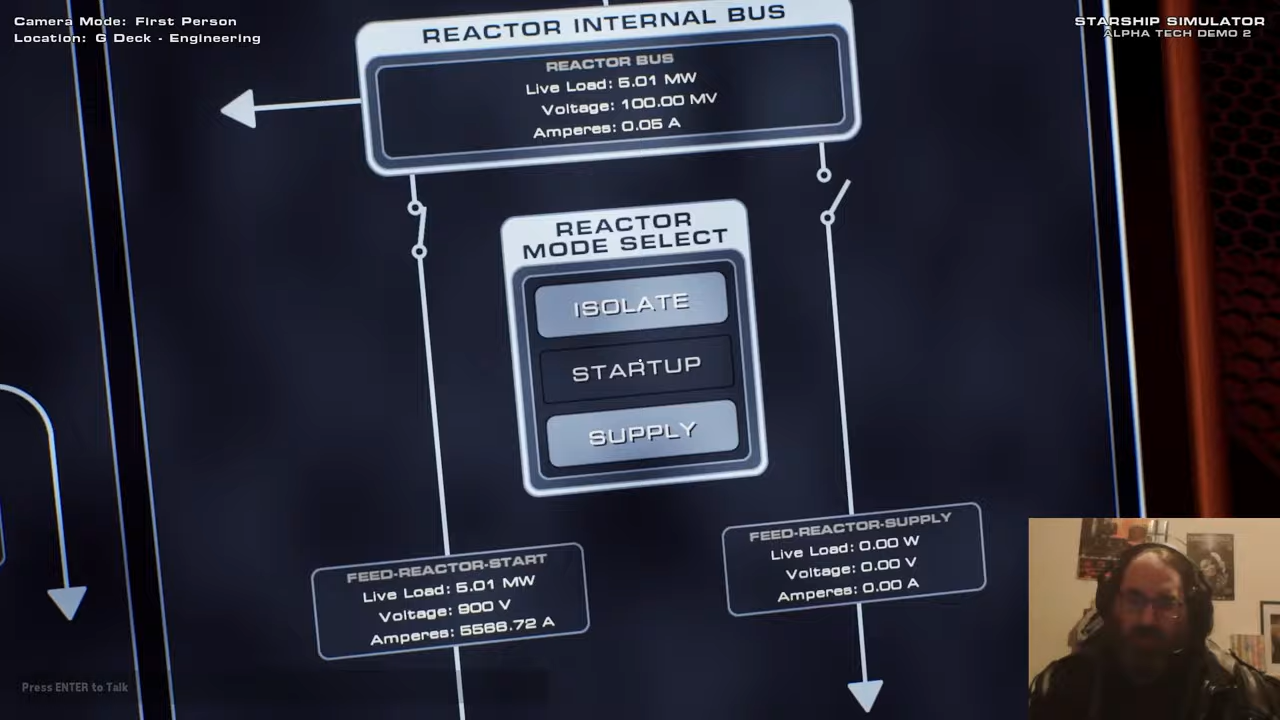 Camera Mode: First Person
Location: G Deck - Engineering
STARSHIP SIMULATOR
ALPHA TECH DEMO 2
REACTOR INTERNAL BUS
REACTOR BUS
Live Load: 5.01 MW
Voltage: 100.00 MV
Amperes: 0.05 A
REACTOR
MODE SELECT
ISOLATE
STARTUP
SUPPLY
FEED-REACTOR-START
Live Load: 5.01 MW
Voltage: 900 V
Amperes: 5566.72 A
FEED-REACTOR-SUPPLY
Live Load: 0.00 W
Voltage: 0.00 V
Amperes: 0.00 A
Press ENTER to Talk